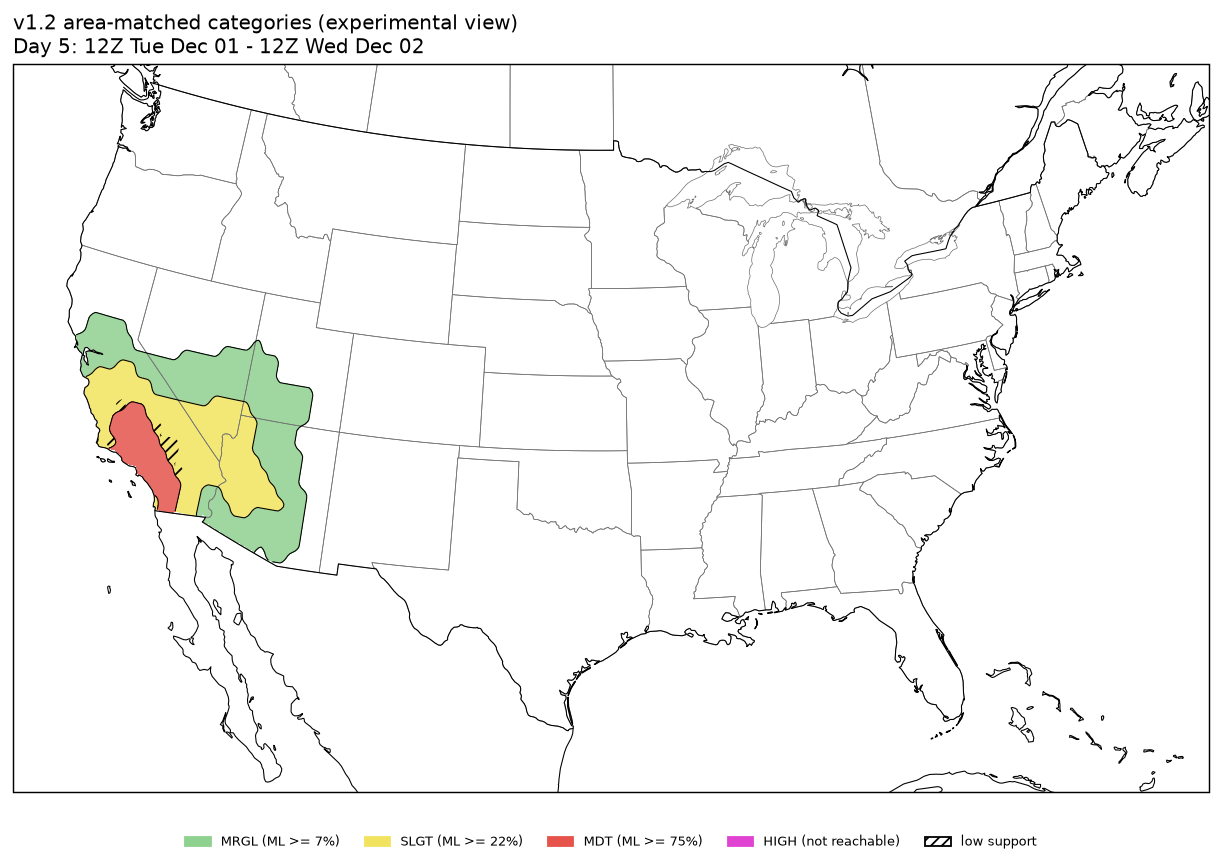 v1.2 area-matched categories (experimental view)
Day 5: 12Z Tue Dec 01 - 12Z Wed Dec 02
MRGL (ML >= 7%) SLGT (ML >= 22%) MDT (ML >= 75%) HIGH (not reachable) low support